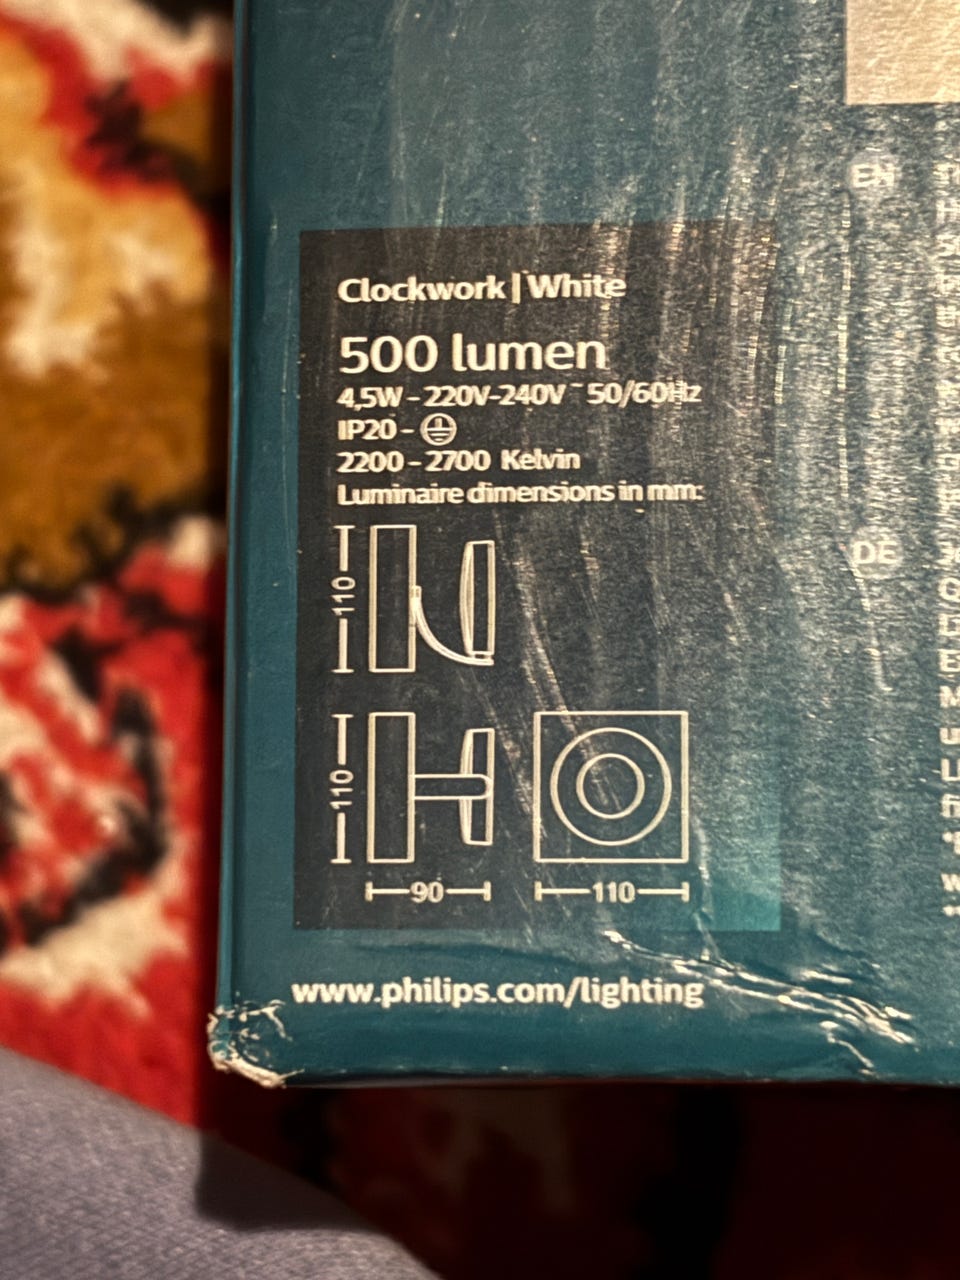 Clockwork | White
500 lumen
4,5W - 220V-240V ~ 50/60Hz
IP20 -
2200 - 2700 Kelvin
Luminaire dimensions in mm:
110
110
90
110
www.philips.com/lighting
EN
DE